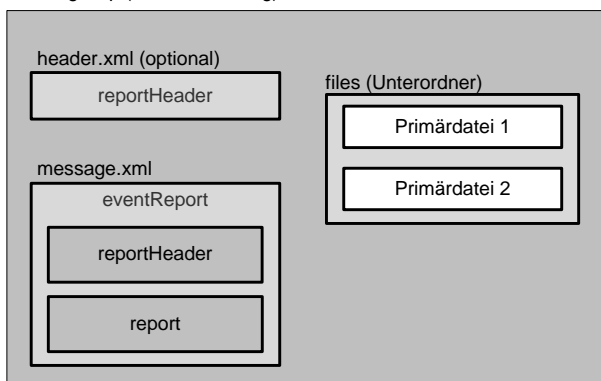 header.xml (optional)
reportHeader
message.xml
eventReport
reportHeader
report
files (Unterordner)
Primärdatei 1
Primärdatei 2